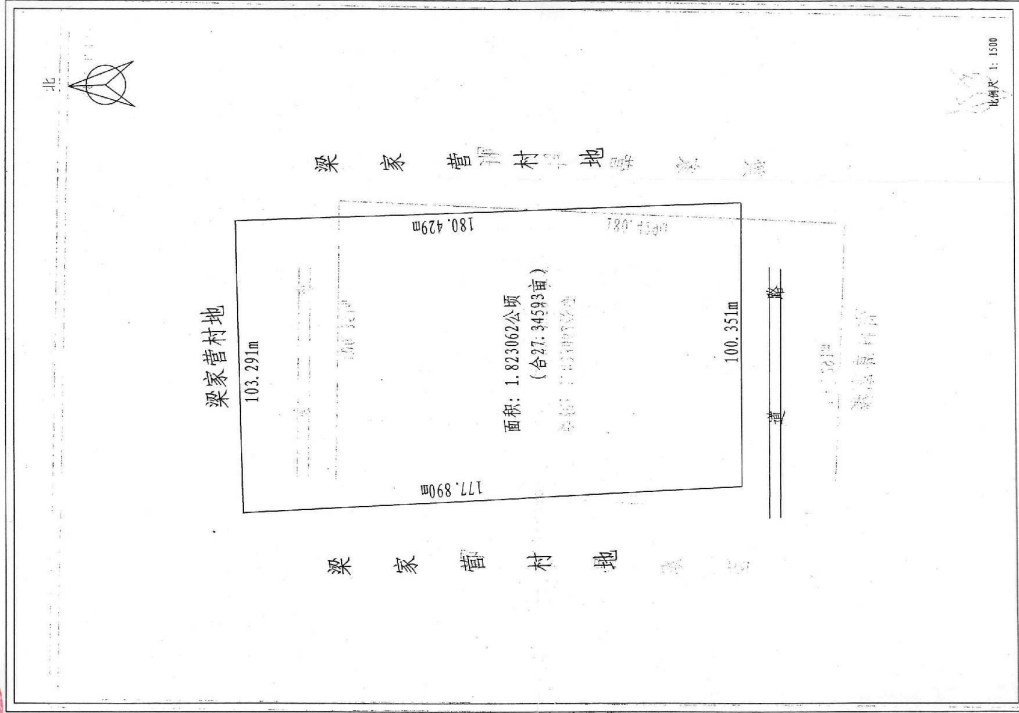 北
梁家营村地
103.291m
梁家营村地
177.890m
面积: 1.823062公顷
(合27.34593亩)
180.429m
梁家营村地
100.351m
道路
比例尺 1: 1500